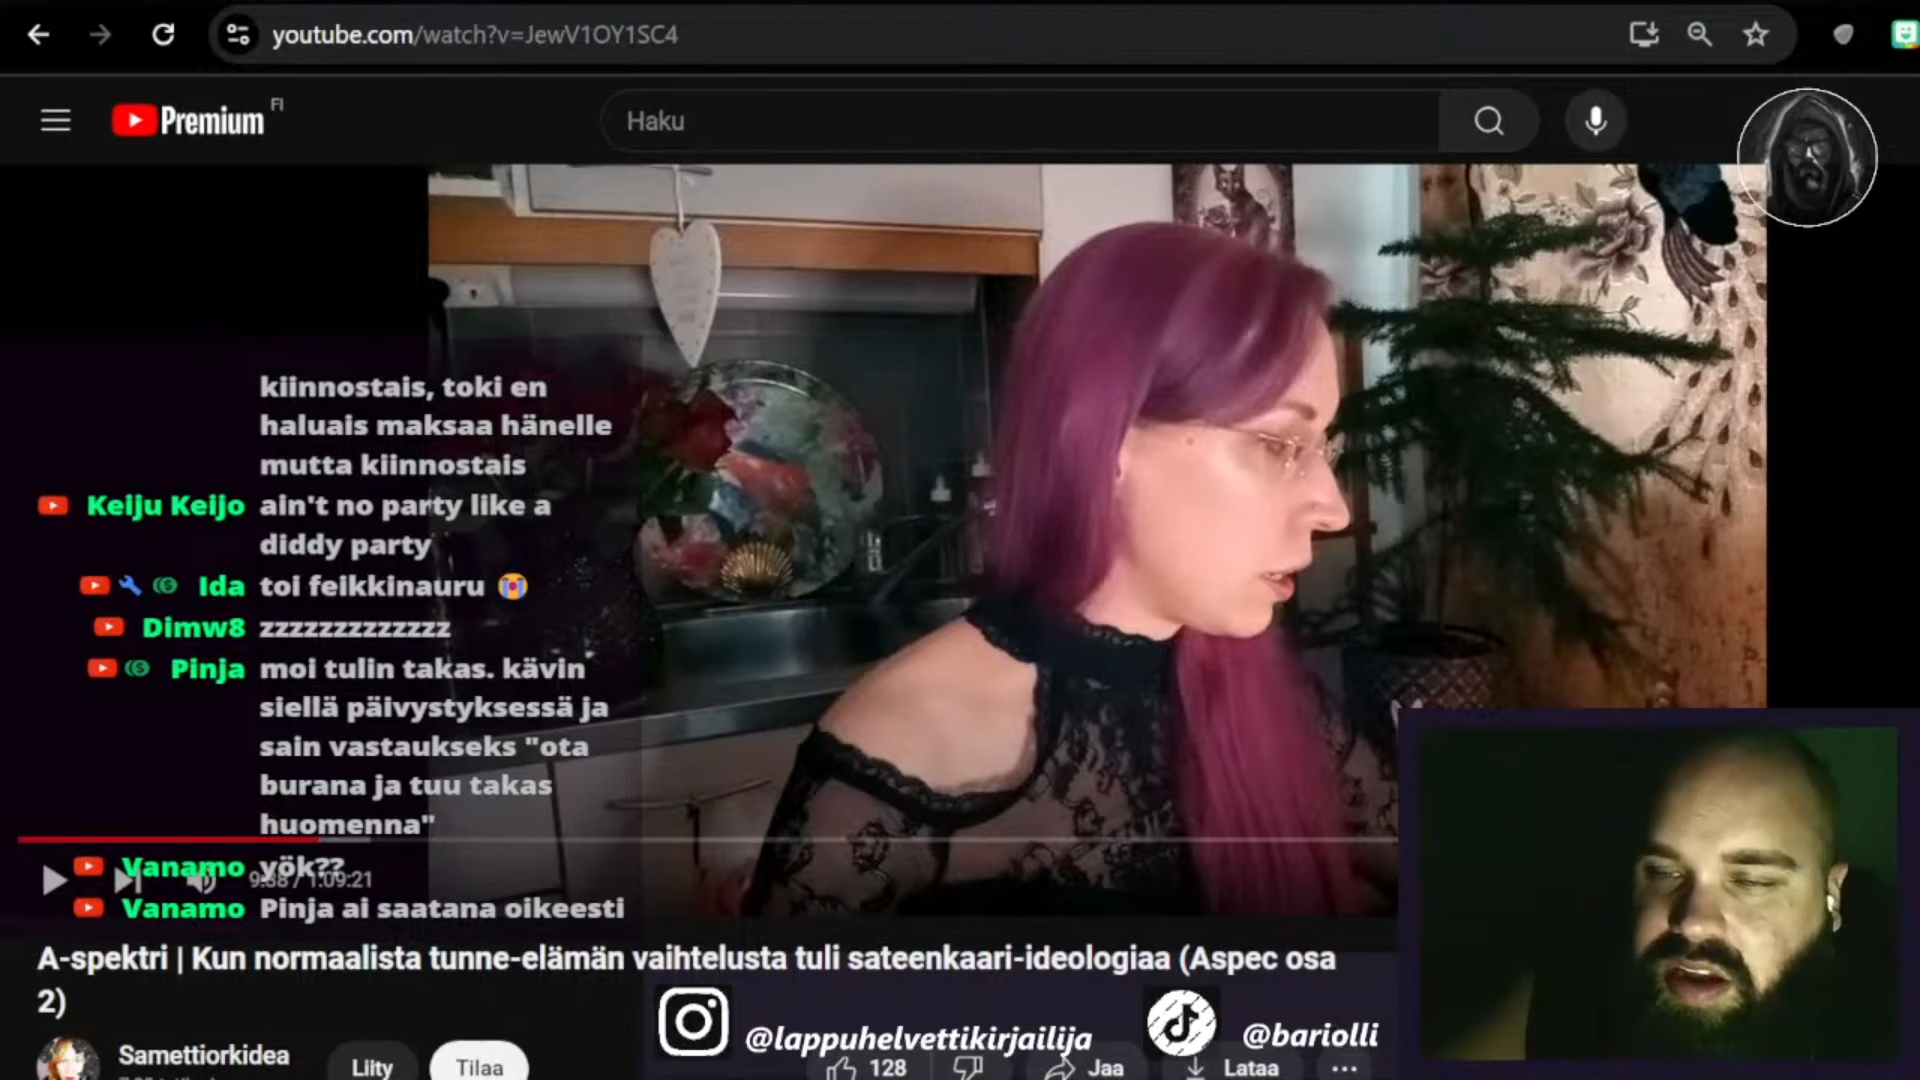 youtube.com/watch?v=JewV1OY1SC4
Premium
FI
Haku
kiinnostais, toki en
haluais maksaa hänelle
mutta kiinnostais
Keiju Keijo ain't no party like a
diddy party
Ida toi feikkinauru
Dimw8 zzzzzzzzzzzzz
Pinja moi tulin takas. kävin
siellä päivystyksessä ja
sain vastaukseks "ota
burana ja tuu takas
huomenna"
Vanamo yök??
9:38 / 1:09:21
Vanamo Pinja ai saatana oikeesti
A-spektri | Kun normaalista tunne-elämän vaihtelusta tuli sateenkaari-ideologiaa (Aspec osa
2)
@lappuhelvettikirjailija
@bariolli
Samettiorkidea
Liity
Tilaa
128
Jaa
Lataa